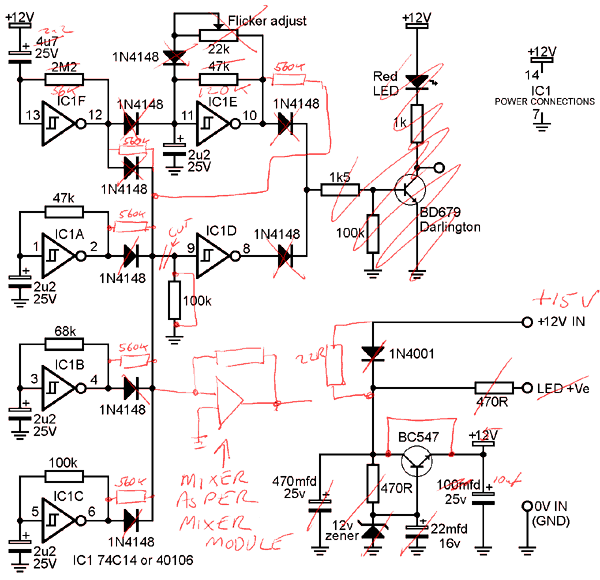 +12V
2u2
4u7
25V
2M2
56k
13
IC1F
12
1N4148
560k
1N4148
1N4148
Flicker adjust
22k
47k
120k
11
IC1E
10
2u2
25V
560k
1N4148
Red
LED
1k
1k5
100k
BD679
Darlington
+12V
14
IC1
POWER CONNECTIONS
7
47k
560k
1
IC1A
2
2u2
25V
1N4148
CUT
9
IC1D
8
1N4148
100k
68k
560k
3
IC1B
4
2u2
25V
1N4148
100k
560k
5
IC1C
6
2u2
25V
1N4148
IC1 74C14 or 40106
MIXER
AS PER
MIXER
MODULE
+15V
+12V IN
22R
1N4001
470R
LED +Ve
BC547
+12V
15
470mfd
25v
470R
12v
zener
22mfd
16v
100mfd
25v
10uf
0V IN
(GND)